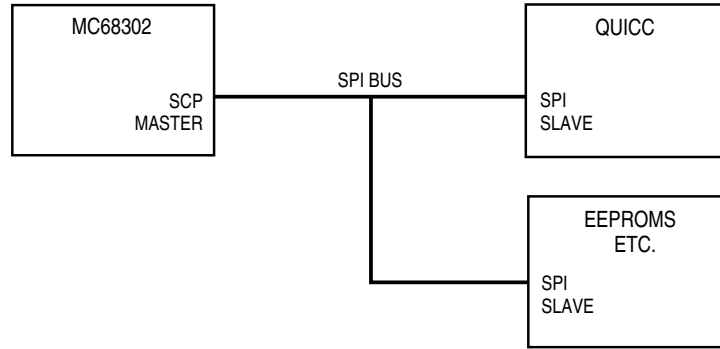 MC68302
SCP
MASTER
SPI BUS
QUICC
SPI
SLAVE
EEPROMS
ETC.
SPI
SLAVE